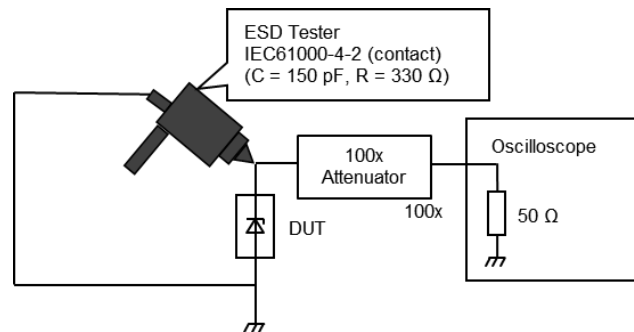 ESD Tester
IEC61000-4-2 (contact)
(C = 150 pF, R = 330 Ω)
100x
Attenuator
100x
Oscilloscope
50 Ω
DUT